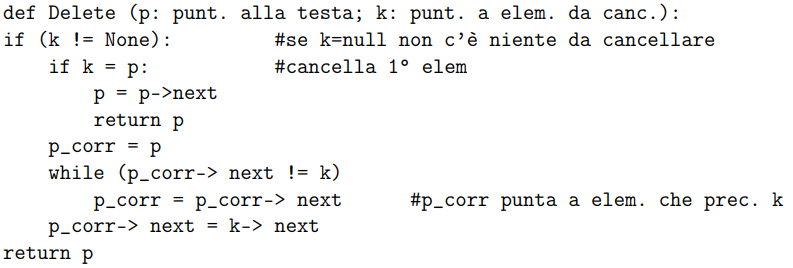 def Delete (p: punt. alla testa; k: punt. a elem. da canc.):
if (k != None): #se k=null non c'è niente da cancellare
if k = p: #cancella 1° elem
p = p->next
return p
p_corr = p
while (p_corr-> next != k)
p_corr = p_corr-> next #p_corr punta a elem. che prec. k
p_corr-> next = k-> next
return p